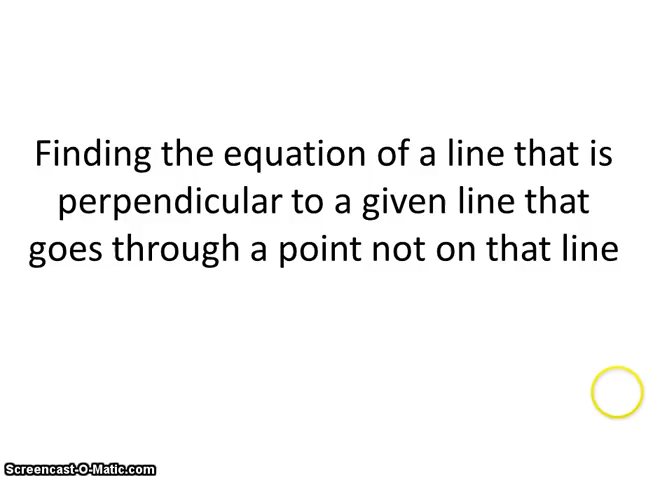 Finding the equation of a line that is
perpendicular to a given line that
goes through a point not on that line
Screencast-O-Matic.com